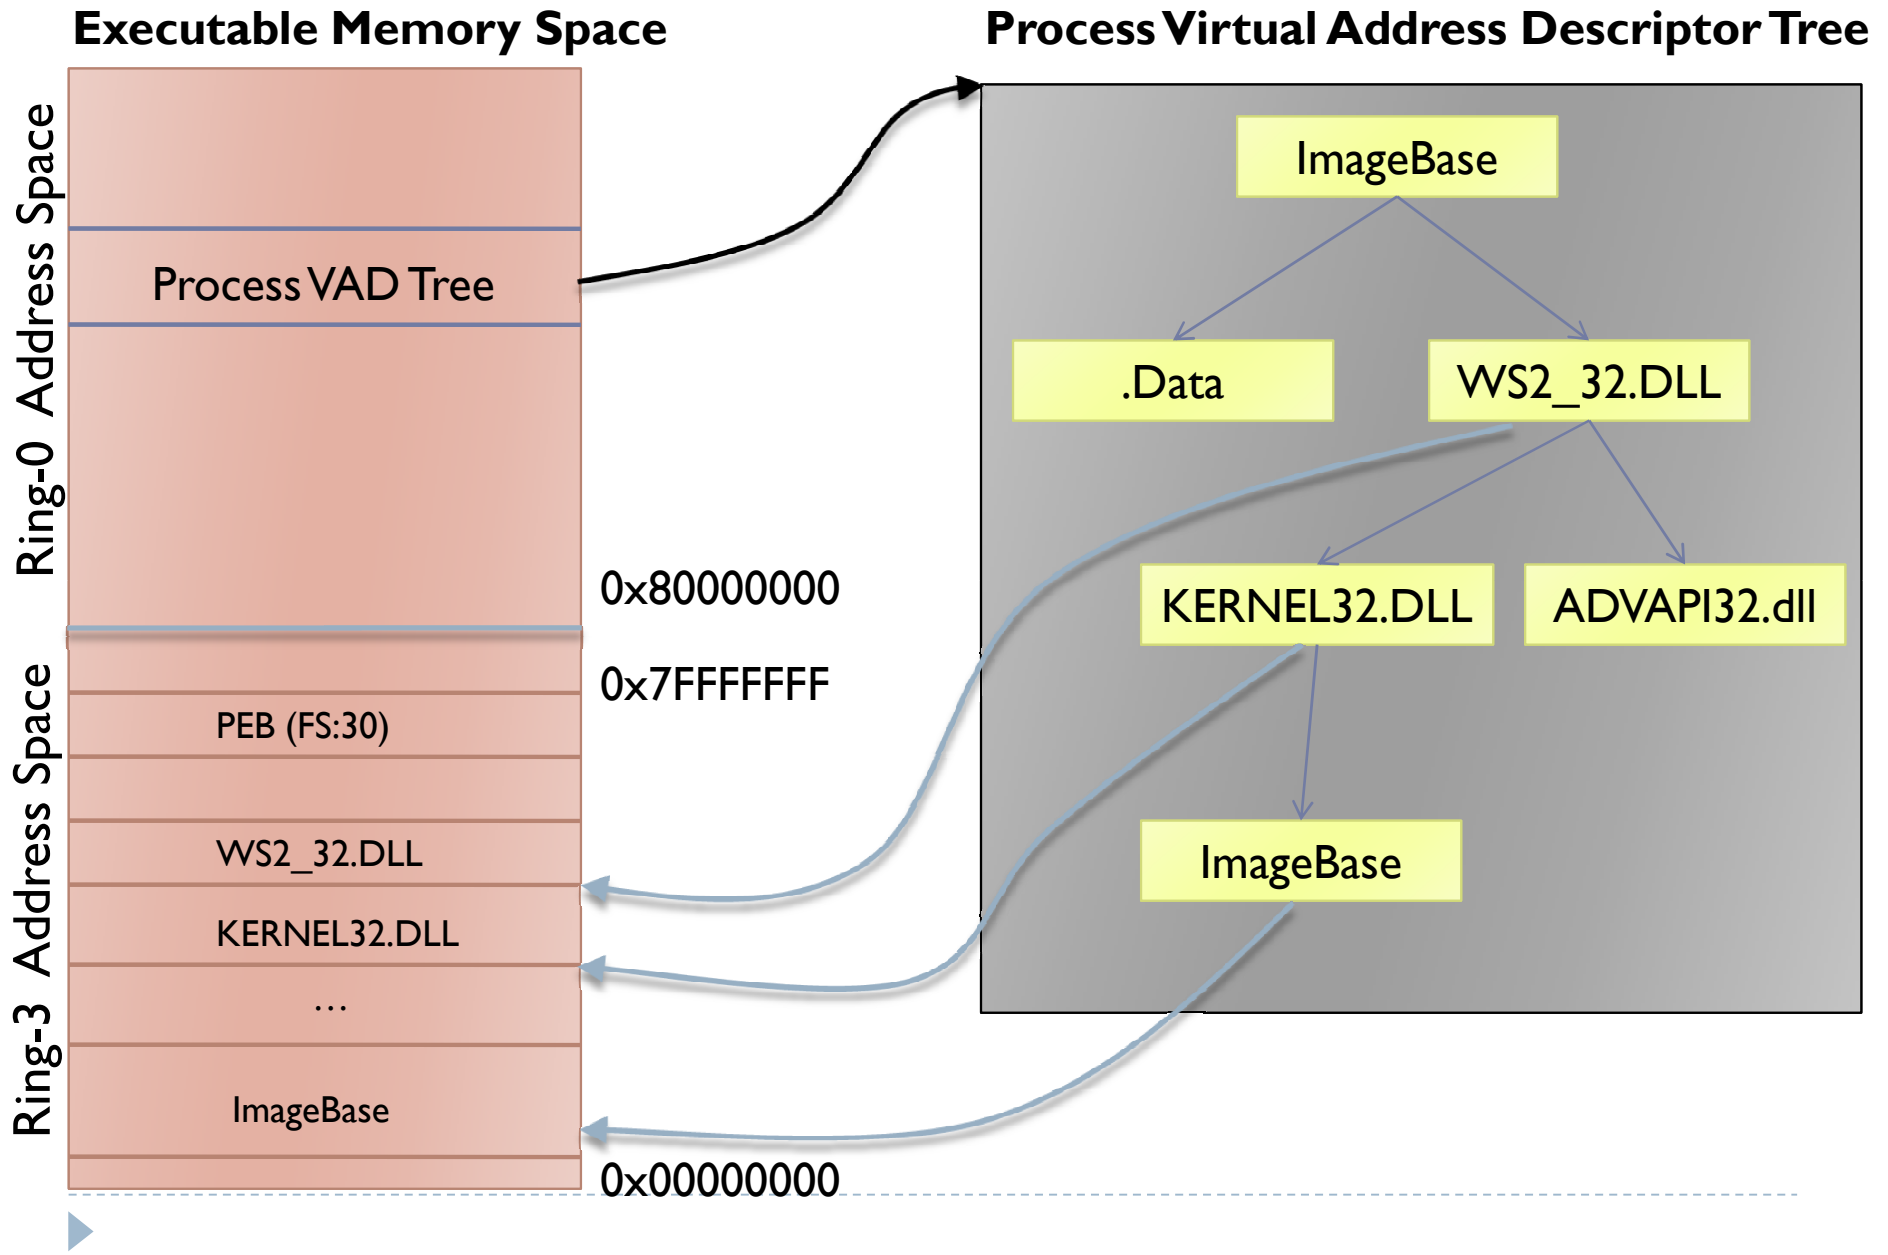 Executable Memory Space
Process Virtual Address Descriptor Tree
Ring-0 Address Space
Process VAD Tree
0x80000000
Ring-3 Address Space
0x7FFFFFFF
PEB (FS:30)
WS2_32.DLL
KERNEL32.DLL
...
ImageBase
0x00000000
ImageBase
.Data
WS2_32.DLL
KERNEL32.DLL
ADVAPI32.dll
ImageBase